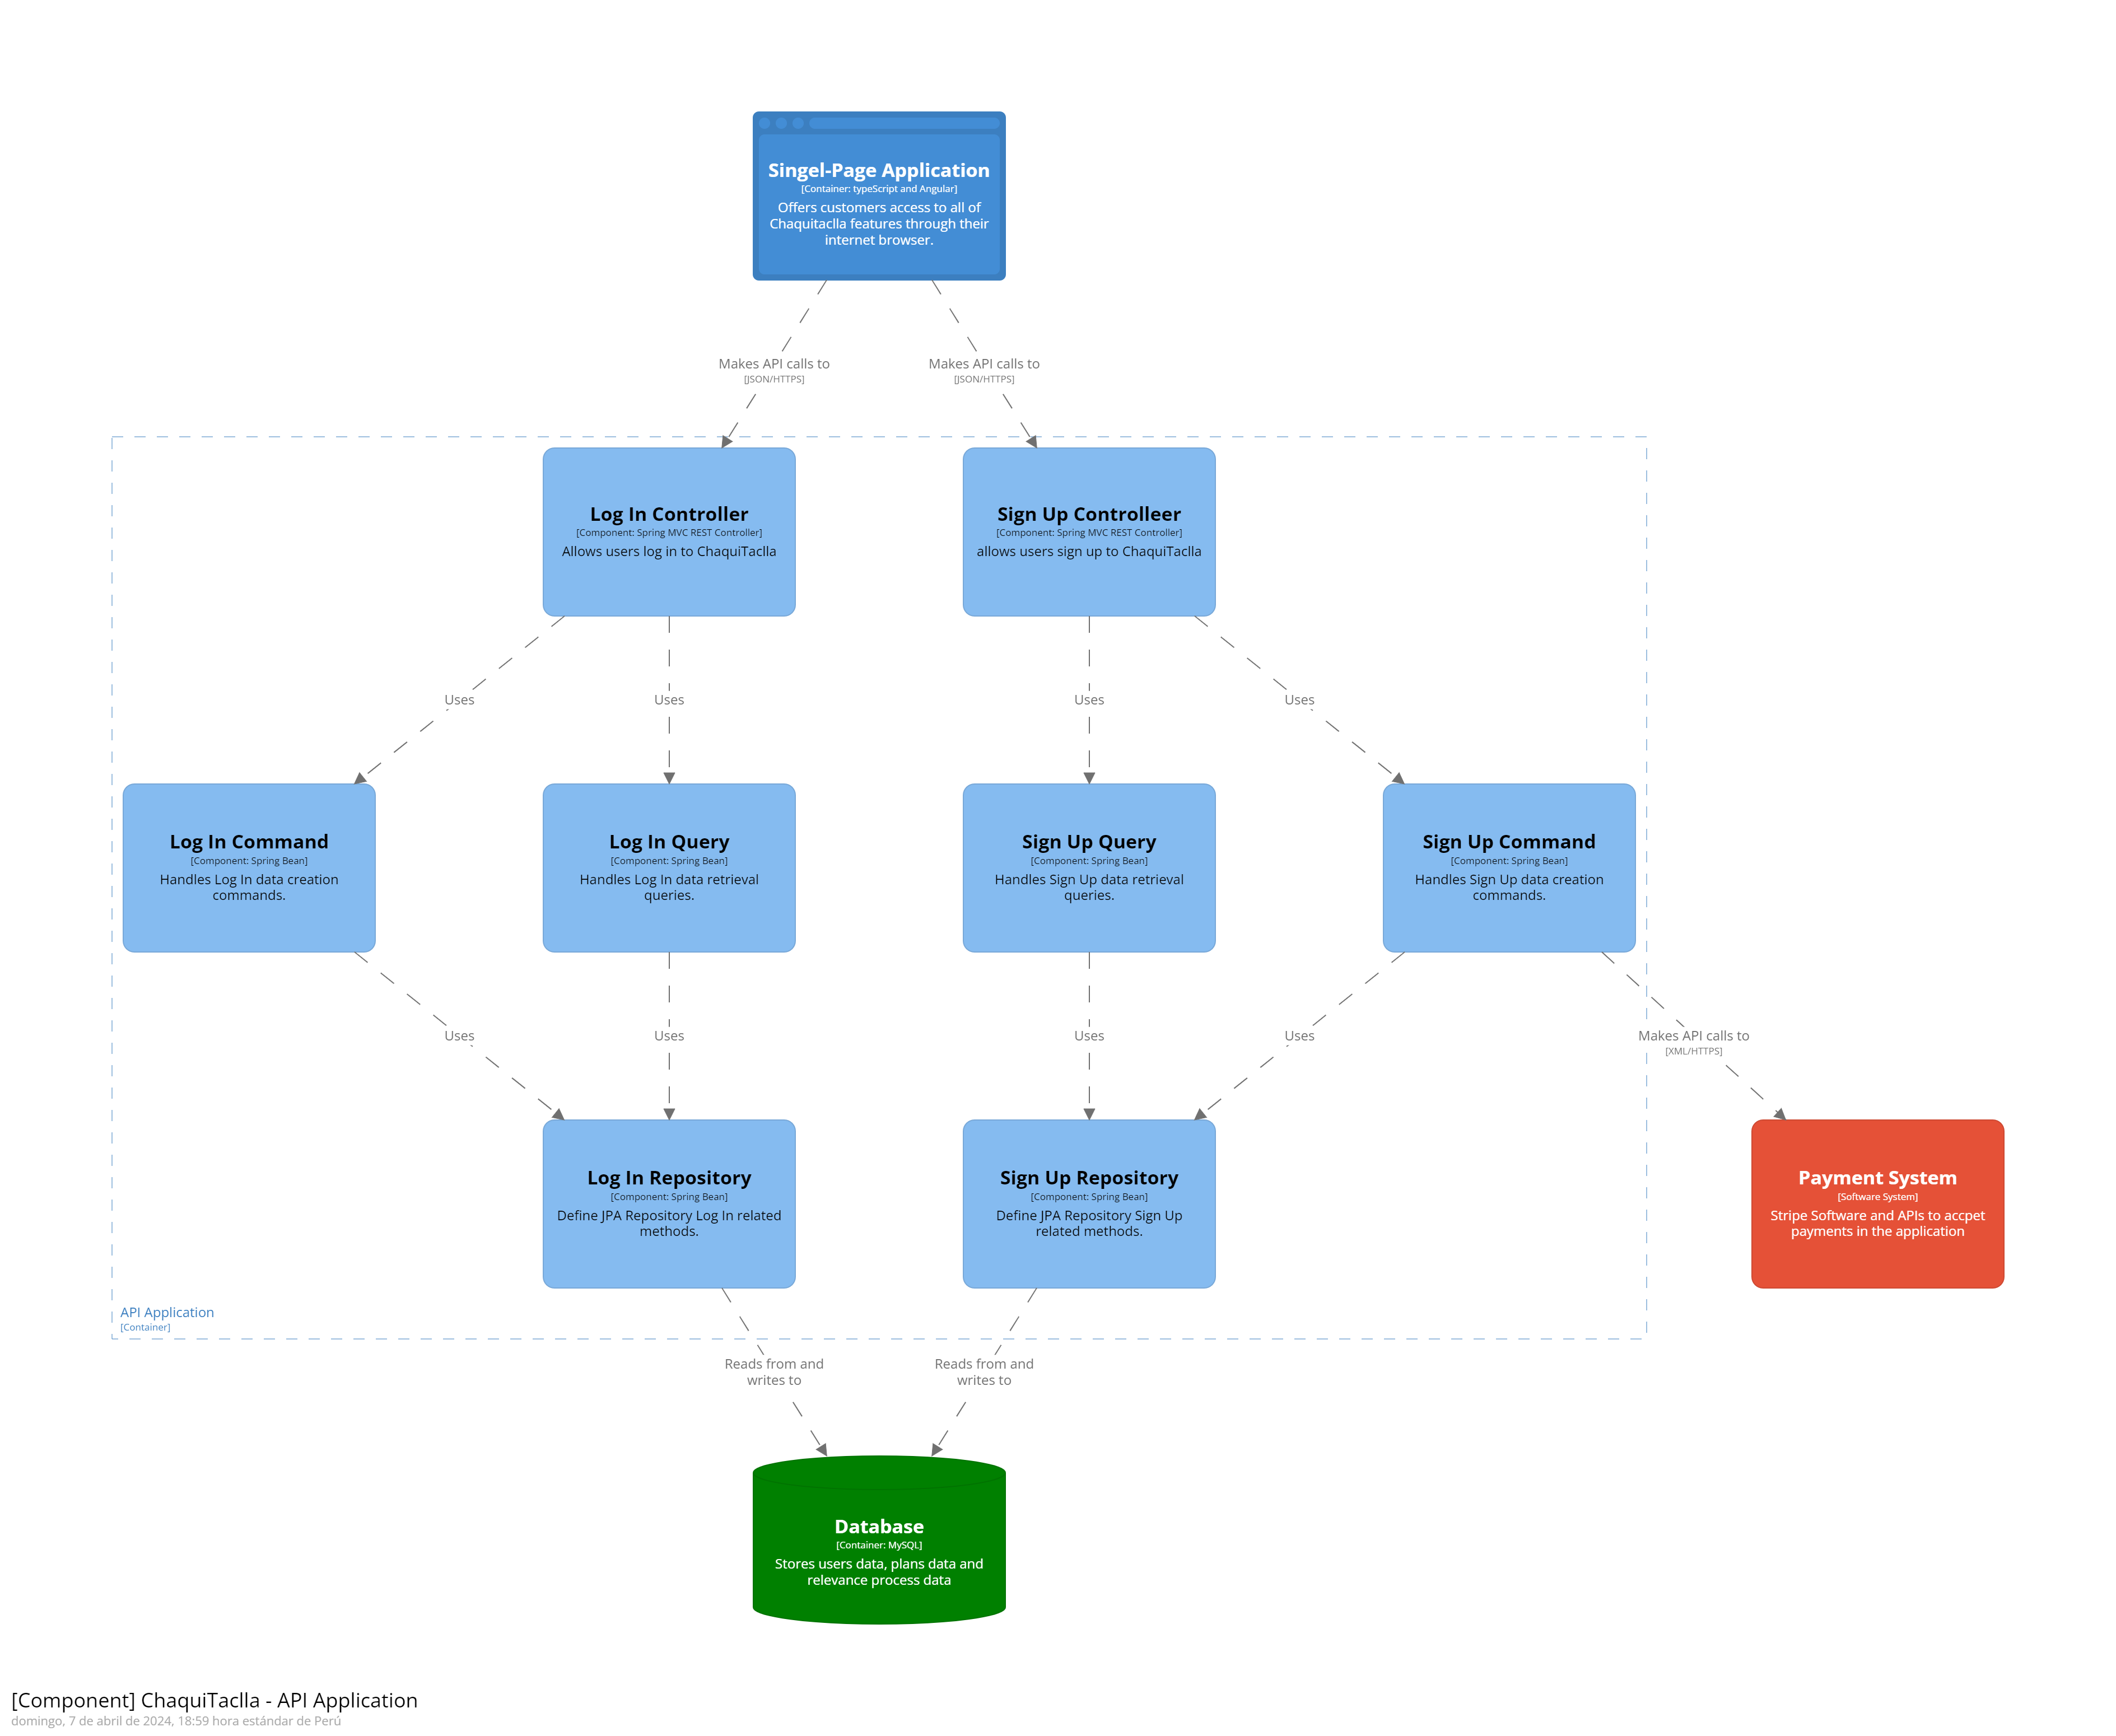 Singel-Page Application
[Container: typeScript and Angular]
Offers customers access to all of
Chaquitaclla features through their
internet browser.
Makes API calls to
[JSON/HTTPS]
Makes API calls to
[JSON/HTTPS]
Log In Controller
[Component: Spring MVC REST Controller]
Allows users log in to ChaquiTaclla
Sign Up Controlleer
[Component: Spring MVC REST Controller]
allows users sign up to ChaquiTaclla
Uses
Uses
Uses
Uses
Log In Command
[Component: Spring Bean]
Handles Log In data creation
commands.
Log In Query
[Component: Spring Bean]
Handles Log In data retrieval
queries.
Sign Up Query
[Component: Spring Bean]
Handles Sign Up data retrieval
queries.
Sign Up Command
[Component: Spring Bean]
Handles Sign Up data creation
commands.
Uses
Uses
Uses
Uses
Makes API calls to
[XML/HTTPS]
Log In Repository
[Component: Spring Bean]
Define JPA Repository Log In related
methods.
Sign Up Repository
[Component: Spring Bean]
Define JPA Repository Sign Up
related methods.
Payment System
[Software System]
Stripe Software and APIs to accpet
payments in the application
API Application
[Container]
Reads from and
writes to
Reads from and
writes to
Database
[Container: MySQL]
Stores users data, plans data and
relevance process data
[Component] ChaquiTaclla - API Application
domingo, 7 de abril de 2024, 18:59 hora estándar de Perú